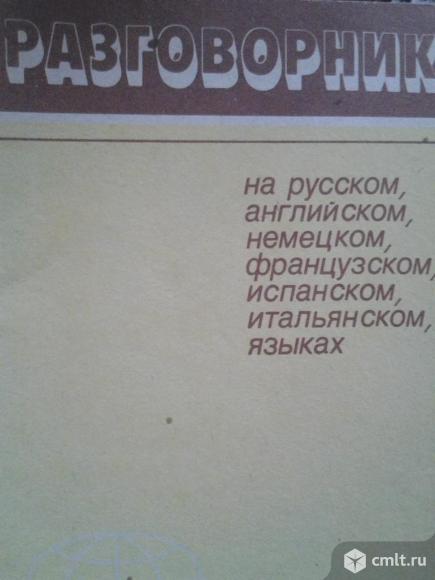 РАЗГОВОРНИК
на русском,
английском,
немецком,
французском,
испанском,
итальянском,
языках
cmlt.ru